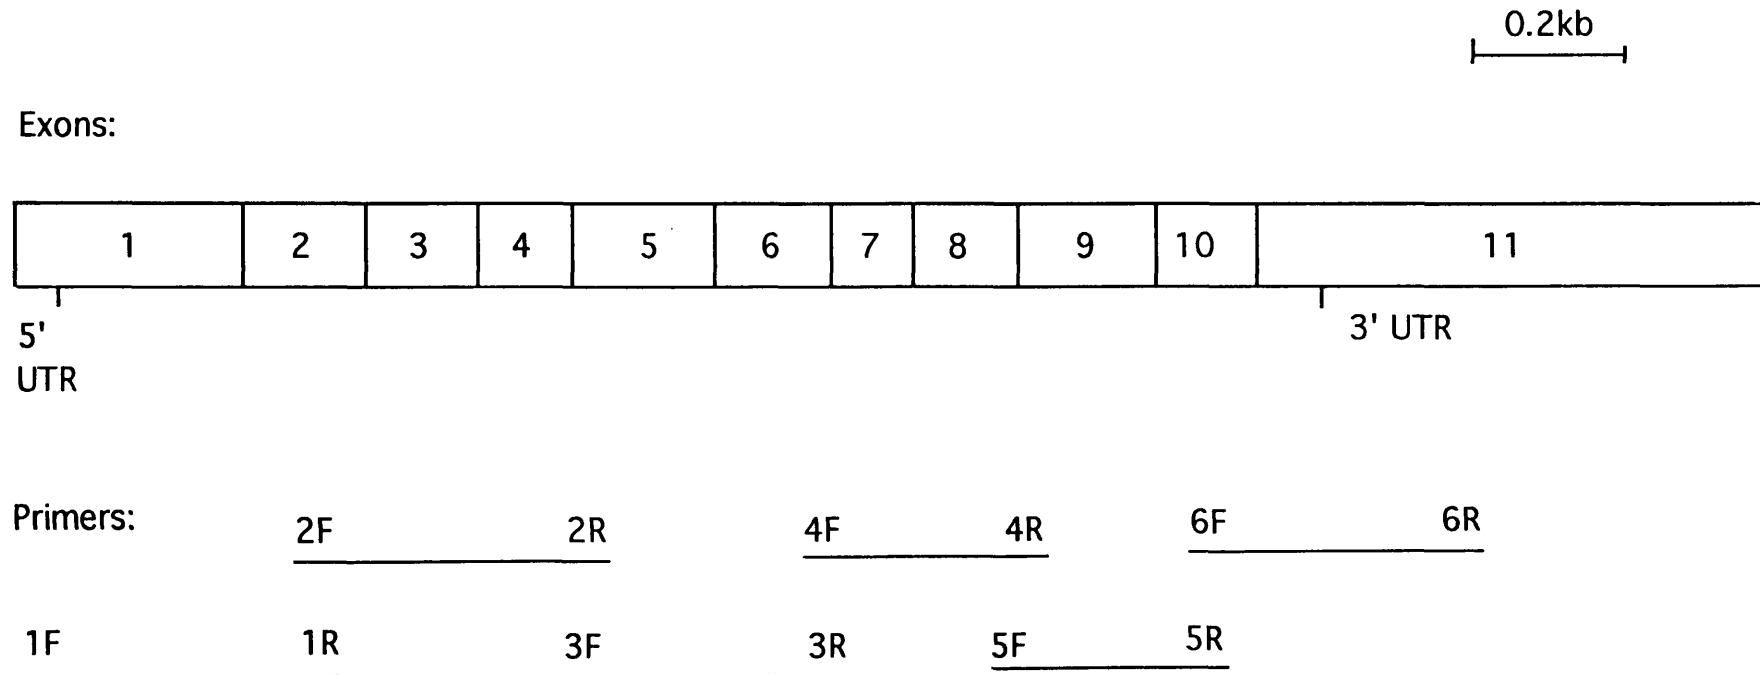 0.2kb
Exons:
1 2 3 4 5 6 7 8 9 10 11
5' 3' UTR
UTR
Primers: 2F 2R 4F 4R 6F 6R
1F 1R 3F 3R 5F 5R